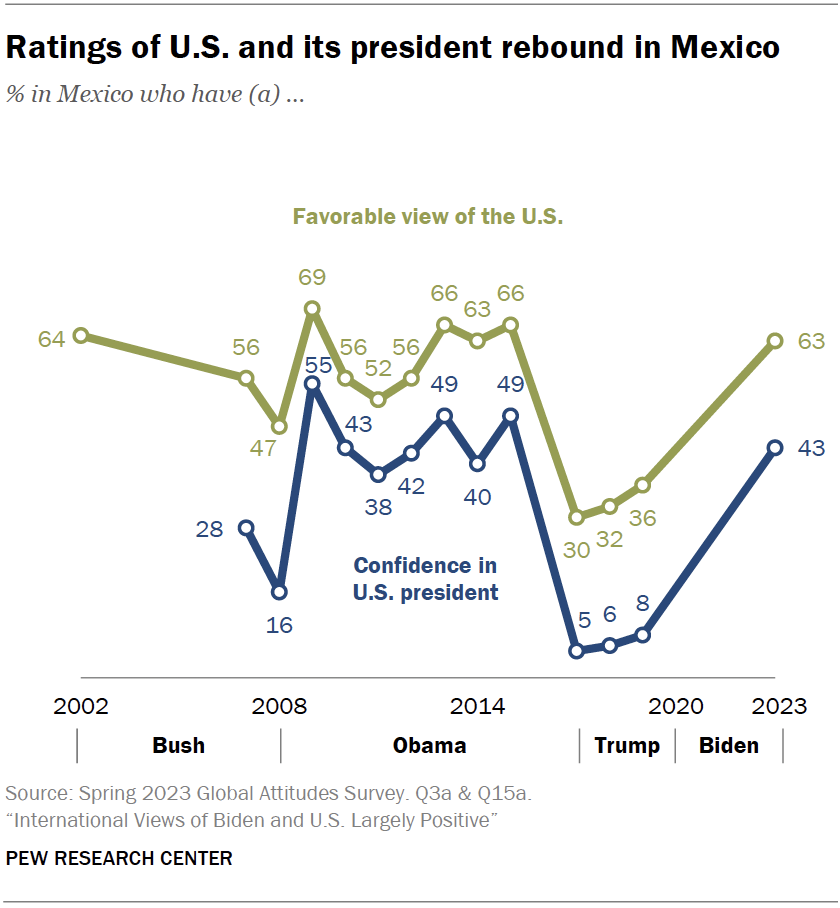 Ratings of U.S. and its president rebound in Mexico
% in Mexico who have (a) ...
Favorable view of the U.S.
69
66
63
66
64
56
56
52
56
63
55
47
49
49
43
43
38
42
40
28
36
32
30
16
Confidence in
U.S. president
5
6
8
2002
2008
2014
2020
2023
Bush
Obama
Trump
Biden
Source: Spring 2023 Global Attitudes Survey. Q3a & Q15a.
“International Views of Biden and U.S. Largely Positive”
PEW RESEARCH CENTER